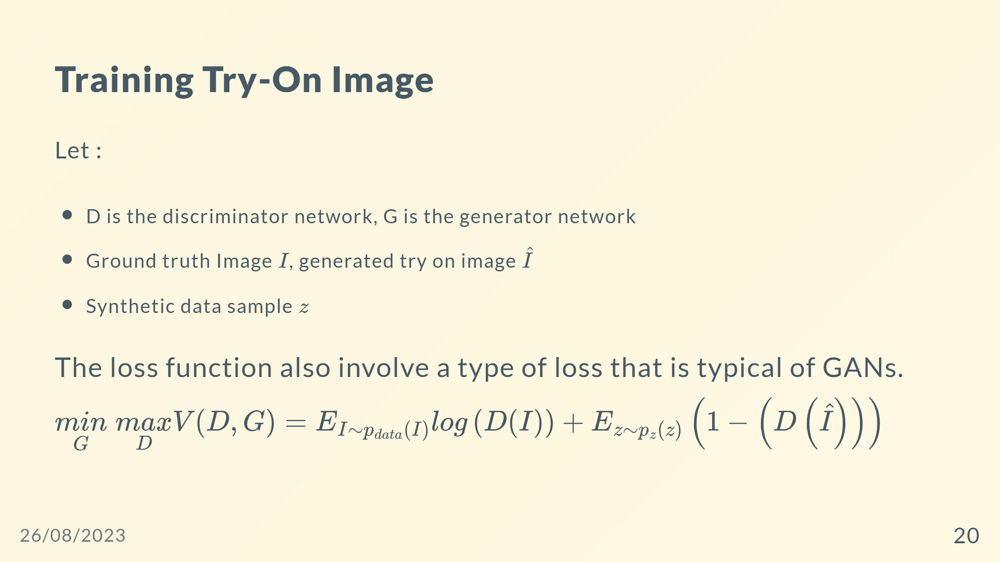 Training Try-On Image
Let :
• D is the discriminator network, G is the generator network
• Ground truth Image $I$, generated try on image $\hat{I}$
• Synthetic data sample $z$
The loss function also involve a type of loss that is typical of GANs.
$\underset{G}{min}\,\underset{D}{max}V(D,G) = E_{I\sim p_{data}(I)}log\left(D(I)\right) + E_{z\sim p_z(z)}\left(1-\left(D\left(\hat{I}\right)\right)\right)$
26/08/2023
20